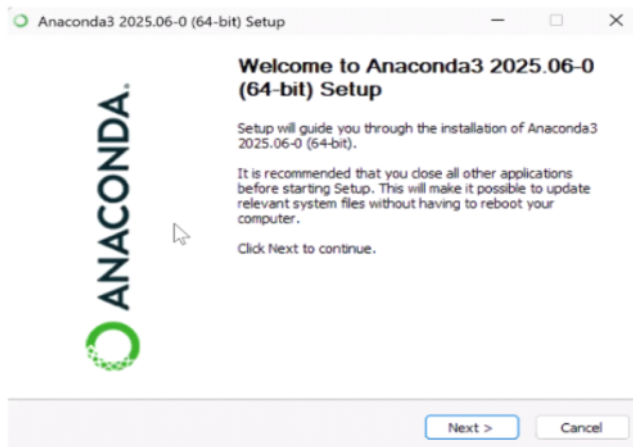 Anaconda3 2025.06-0 (64-bit) Setup
ANACONDA.
Welcome to Anaconda3 2025.06-0
(64-bit) Setup
Setup will guide you through the installation of Anaconda3
2025.06-0 (64-bit).
It is recommended that you close all other applications
before starting Setup. This will make it possible to update
relevant system files without having to reboot your
computer.
Click Next to continue.
Next >
Cancel